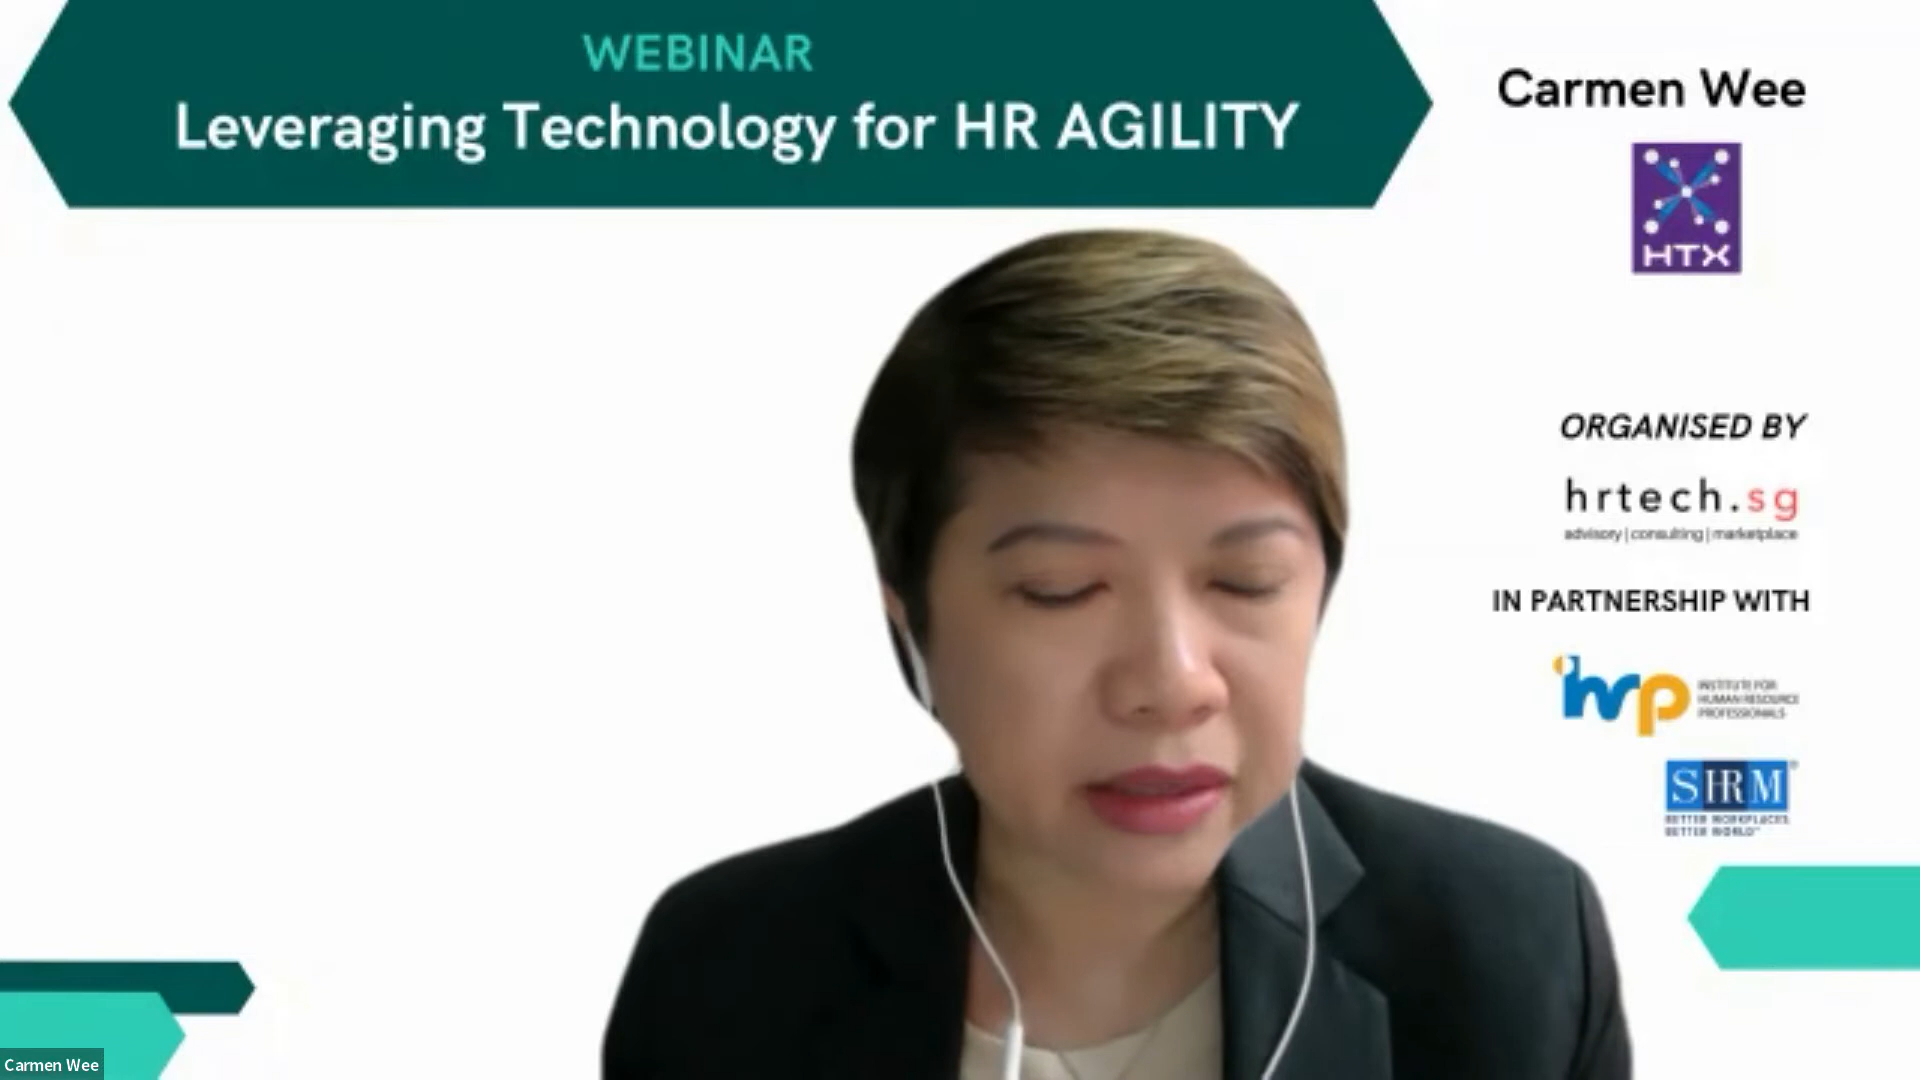 WEBINAR
Leveraging Technology for HR AGILITY
Carmen Wee
HTX
ORGANISED BY
hrtech.sg
advisory|consulting|marketplace
IN PARTNERSHIP WITH
ihrp
INSTITUTE FOR
HUMAN RESOURCE
PROFESSIONALS
SHRM®
BETTER WORKPLACES
BETTER WORLD™
Carmen Wee